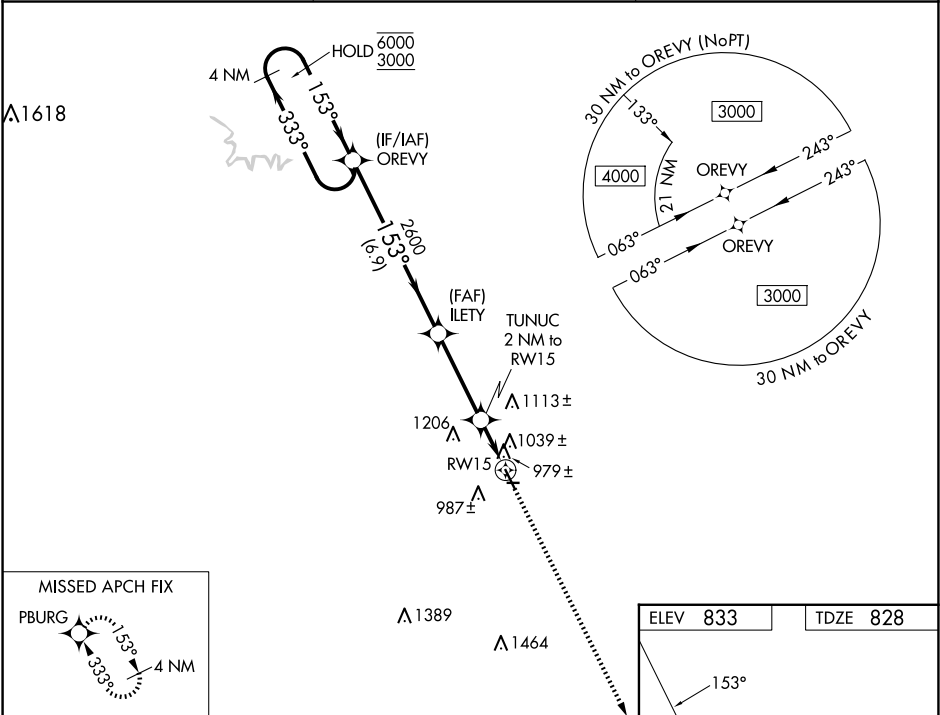 HOLD 6000
3000
4 NM
153°
333°
(IF/IAF)
OREVY
1618
2600
153°
(6.9)
(FAF)
ILETY
TUNUC
2 NM to
RW15
1113±
1206
1039±
RW15
979±
987±
1389
1464
30 NM to OREVY (NoPT)
133°
3000
4000
21 NM
OREVY
243°
243°
063°
063°
OREVY
3000
30 NM to OREVY
MISSED APCH FIX
PBURG
153°
333°
4 NM
ELEV 833
TDZE 828
153°